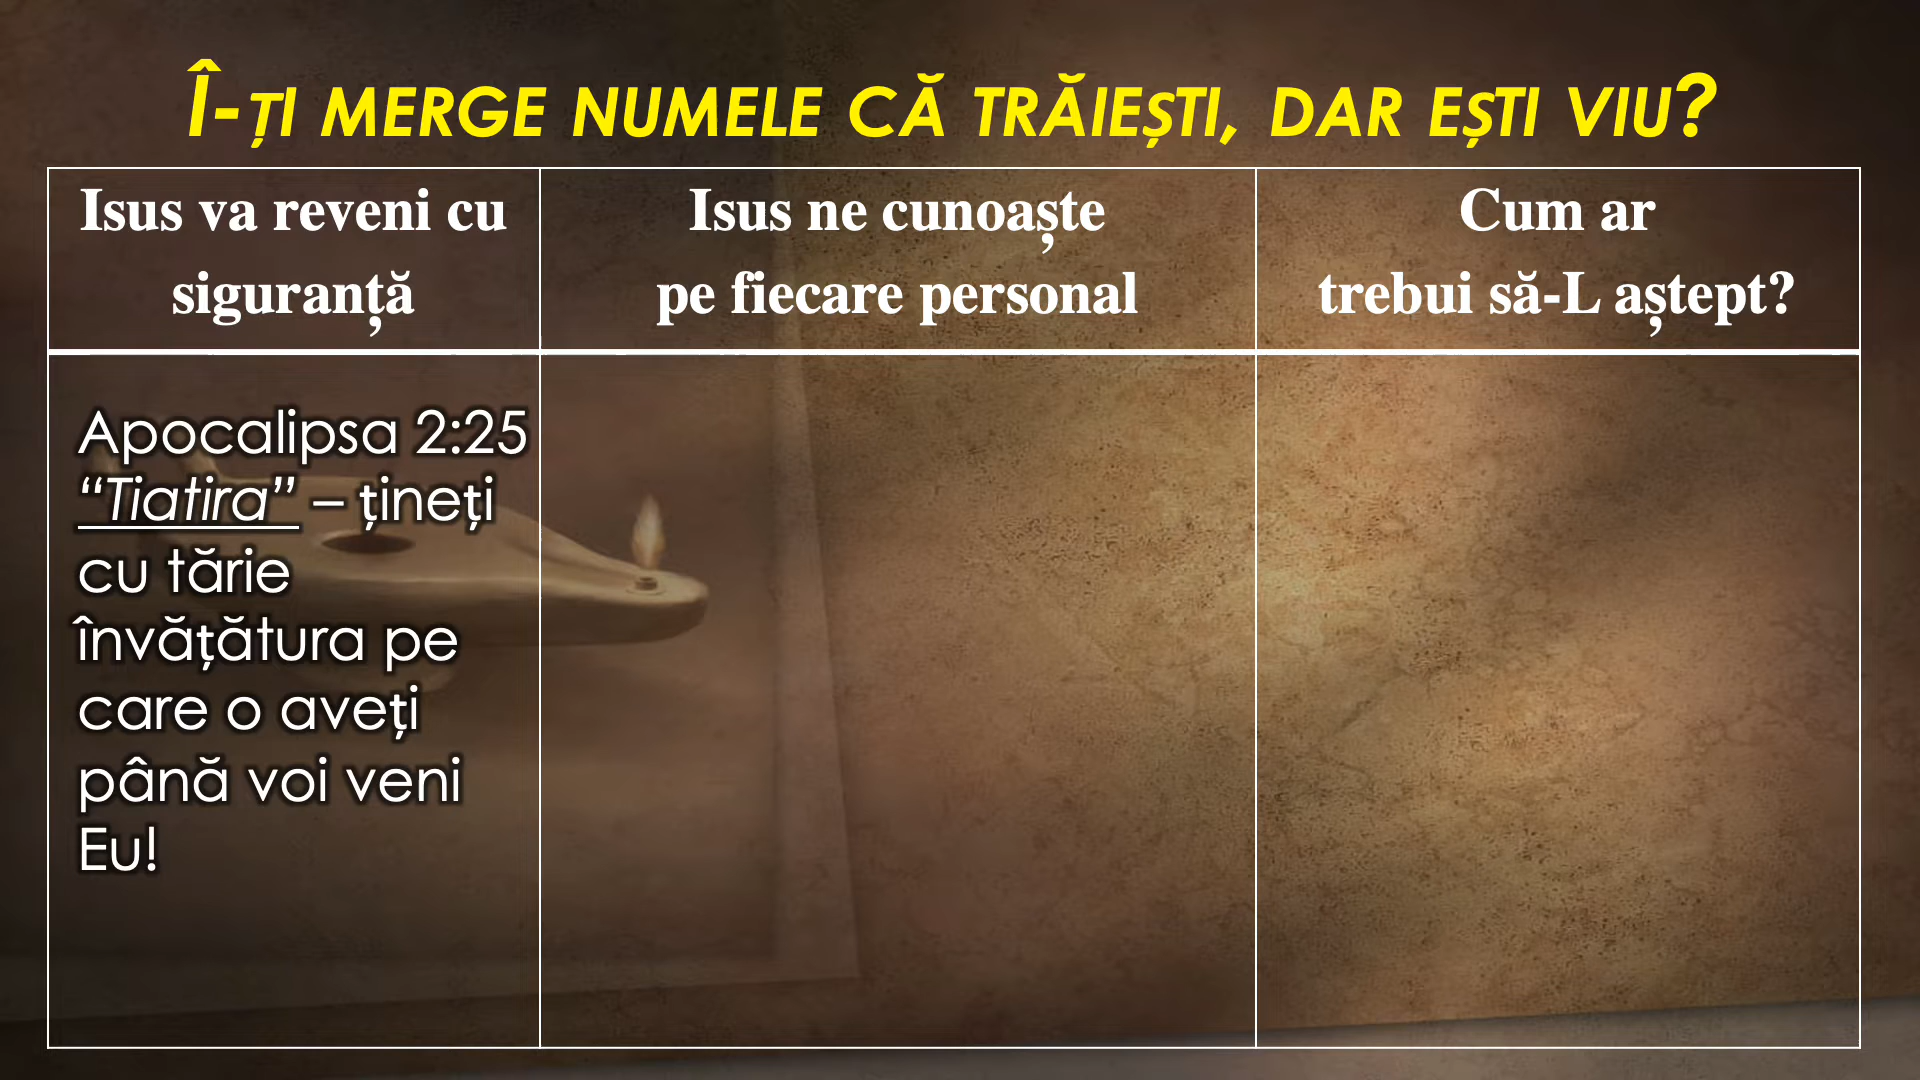 Î-ȚI MERGE NUMELE CĂ TRĂIEȘTI, DAR EȘTI VIU?
Isus va reveni cu
siguranță
Isus ne cunoaște
pe fiecare personal
Cum ar
trebui să-L aștept?
Apocalipsa 2:25
“Tiatira” – țineți
cu tărie
învățătura pe
care o aveți
până voi veni
Eu!